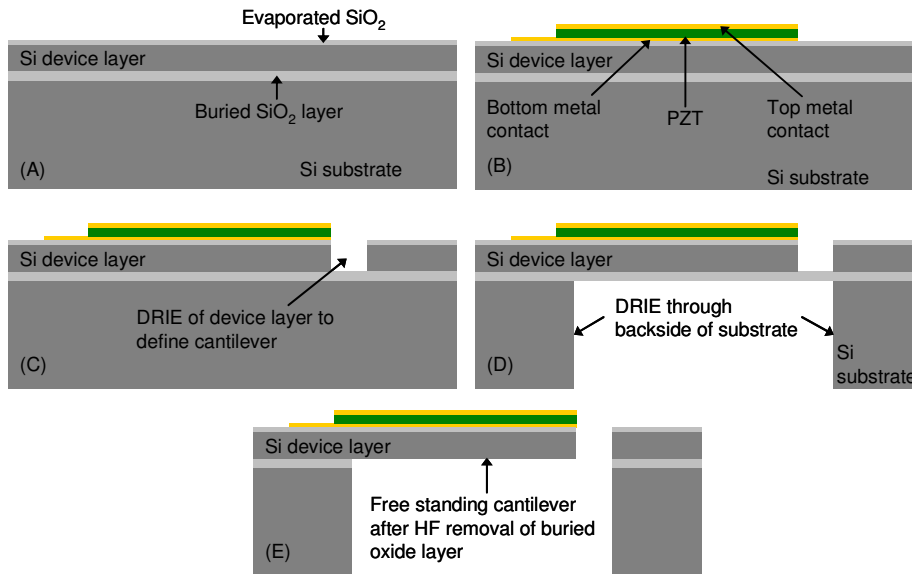 Evaporated SiO₂
Si device layer
Buried SiO₂ layer
(A)
Si substrate
Si device layer
Bottom metal
contact
PZT
Top metal
contact
(B)
Si substrate
Si device layer
DRIE of device layer to
define cantilever
(C)
Si device layer
DRIE through
backside of substrate
(D)
Si
substrate
Si device layer
Free standing cantilever
after HF removal of buried
oxide layer
(E)